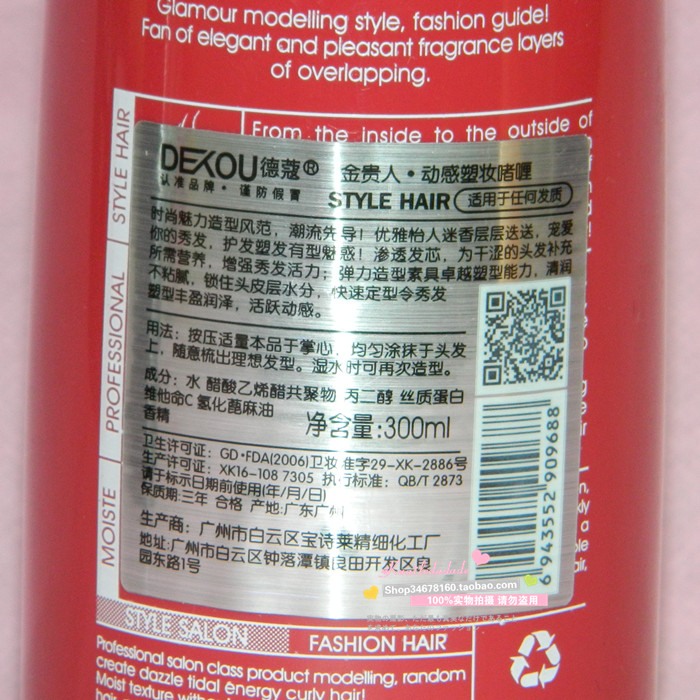 Glamour modelling style, fashion guide!
Fan of elegant and pleasant fragrance layers
of overlapping.
STYLE HAIR
PROFESSIONAL
MOISTE
From the inside to the outside of
DEKOU德蔻®
认准品牌·谨防假冒
金贵人·动感塑妆啫喱
STYLE HAIR 适用于任何发质
时尚魅力造型风范,潮流先导!优雅怡人迷香层层选送,宠爱
你的秀发,护发塑发有型魅惑!渗透发芯,为干涩的头发补充
所需营养,增强秀发活力;弹力造型素具卓越塑型能力,清润
不粘腻,锁住头皮层水分,快速定型令秀发
塑型丰盈润泽,活跃动感。
用法:按压适量本品于掌心,均匀涂抹于头发
上,随意梳出理想发型。湿水时可再次造型。
成分:水 醋酸乙烯醋共聚物 丙二醇 丝质蛋白
维他命C 氢化蓖麻油
香精
净含量:300ml
卫生许可证:GD·FDA(2006)卫妆准字29-XK-2886号
生产许可证:XK16-108 7305 执行标准:QB/T 2873
请于标示日期前使用(年/月/日)
保质期:三年 合格 产地:广东广州
生产商:广州市白云区宝诗莱精细化工厂
地址:广州市白云区钟落潭镇良田开发区良
园东路1号
6943552909688
Shop34678160.taobao.com
100%实物拍摄 请勿盗用
STYLE SALON
FASHION HAIR
Professional salon class product modelling, random
create dazzle tidal energy curly hair!